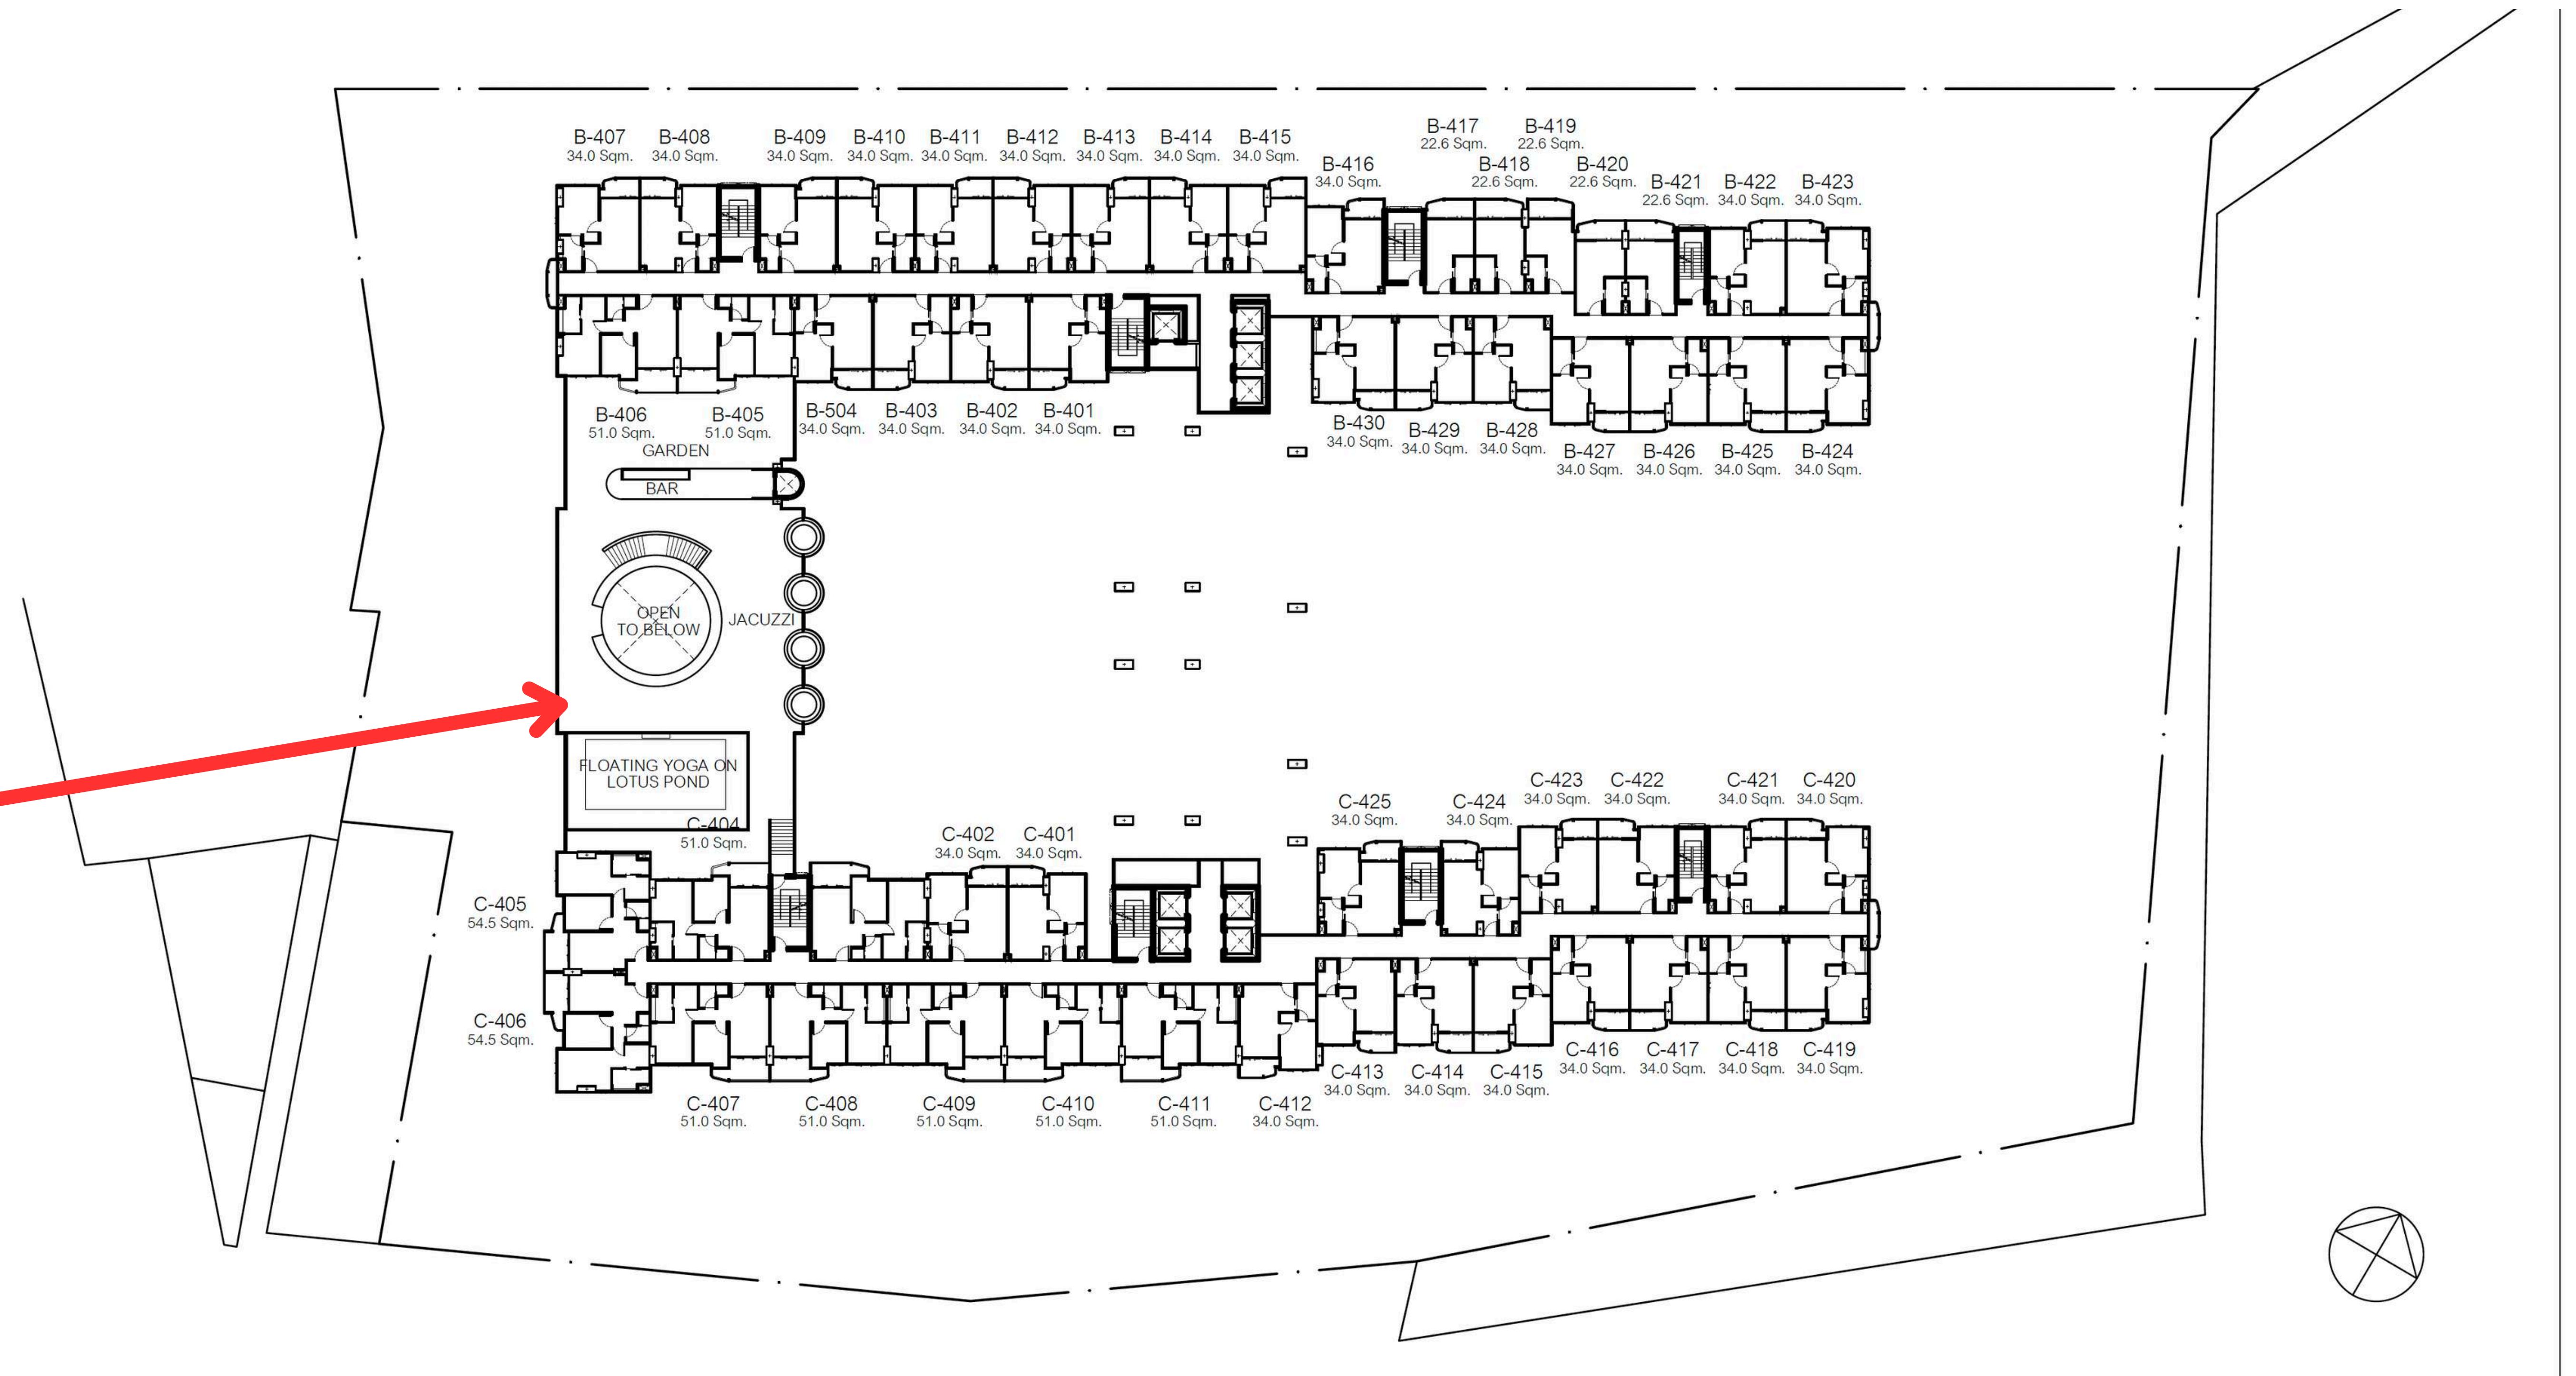 B-407
34.0 Sqm.
B-408
34.0 Sqm.
B-409
34.0 Sqm.
B-410
34.0 Sqm.
B-411
34.0 Sqm.
B-412
34.0 Sqm.
B-413
34.0 Sqm.
B-414
34.0 Sqm.
B-415
34.0 Sqm.
B-416
34.0 Sqm.
B-417
22.6 Sqm.
B-418
22.6 Sqm.
B-419
22.6 Sqm.
B-420
22.6 Sqm.
B-421
22.6 Sqm.
B-422
34.0 Sqm.
B-423
34.0 Sqm.
B-406
51.0 Sqm.
B-405
51.0 Sqm.
B-504
34.0 Sqm.
B-403
34.0 Sqm.
B-402
34.0 Sqm.
B-401
34.0 Sqm.
B-430
34.0 Sqm.
B-429
34.0 Sqm.
B-428
34.0 Sqm.
B-427
34.0 Sqm.
B-426
34.0 Sqm.
B-425
34.0 Sqm.
B-424
34.0 Sqm.
GARDEN
BAR
OPEN
TO BELOW
JACUZZI
FLOATING YOGA ON
LOTUS POND
C-404
51.0 Sqm.
C-402
34.0 Sqm.
C-401
34.0 Sqm.
C-425
34.0 Sqm.
C-424
34.0 Sqm.
C-423
34.0 Sqm.
C-422
34.0 Sqm.
C-421
34.0 Sqm.
C-420
34.0 Sqm.
C-405
54.5 Sqm.
C-406
54.5 Sqm.
C-407
51.0 Sqm.
C-408
51.0 Sqm.
C-409
51.0 Sqm.
C-410
51.0 Sqm.
C-411
51.0 Sqm.
C-412
34.0 Sqm.
C-413
34.0 Sqm.
C-414
34.0 Sqm.
C-415
34.0 Sqm.
C-416
34.0 Sqm.
C-417
34.0 Sqm.
C-418
34.0 Sqm.
C-419
34.0 Sqm.